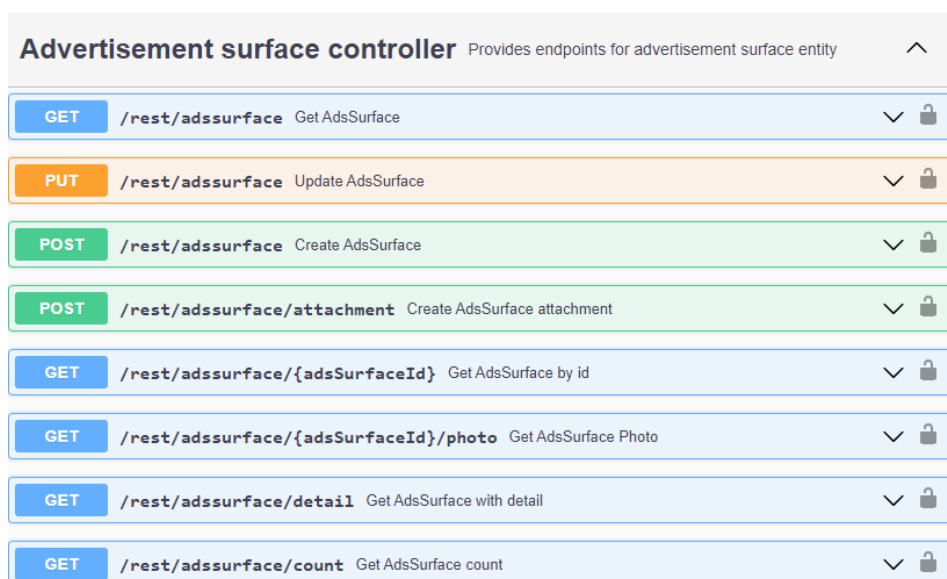 Advertisement surface controller Provides endpoints for advertisement surface entity
GET /rest/adssurface Get AdsSurface
PUT /rest/adssurface Update AdsSurface
POST /rest/adssurface Create AdsSurface
POST /rest/adssurface/attachment Create AdsSurface attachment
GET /rest/adssurface/{adsSurfaceId} Get AdsSurface by id
GET /rest/adssurface/{adsSurfaceId}/photo Get AdsSurface Photo
GET /rest/adssurface/detail Get AdsSurface with detail
GET /rest/adssurface/count Get AdsSurface count